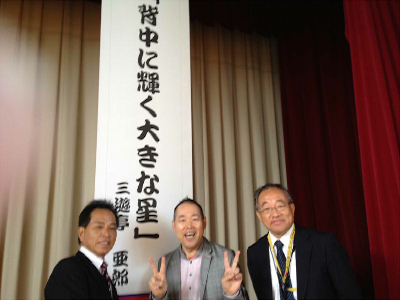 「背中に輝く大きな星」
三遊亭 亜郎